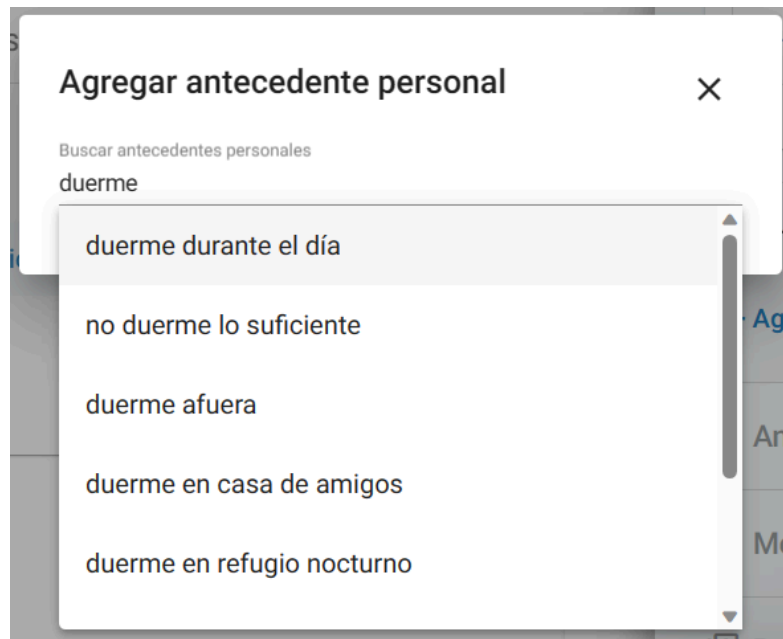 Agregar antecedente personal
Buscar antecedentes personales
duerme
duerme durante el día
no duerme lo suficiente
Ag
duerme afuera
duerme en casa de amigos
duerme en refugio nocturno